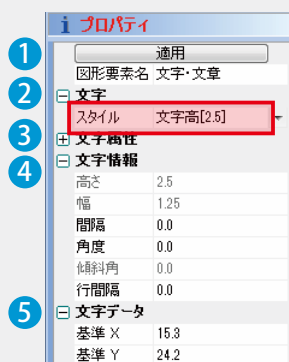 i プロパティ
1 適用
図形要素名 文字・文章
2 文字
スタイル 文字高[2.5]
3 文字属性
4 文字情報
高さ 2.5
幅 1.25
間隔 0.0
角度 0.0
傾斜角 0.0
行間隔 0.0
5 文字データ
基準 X 15.3
基準 Y 24.2